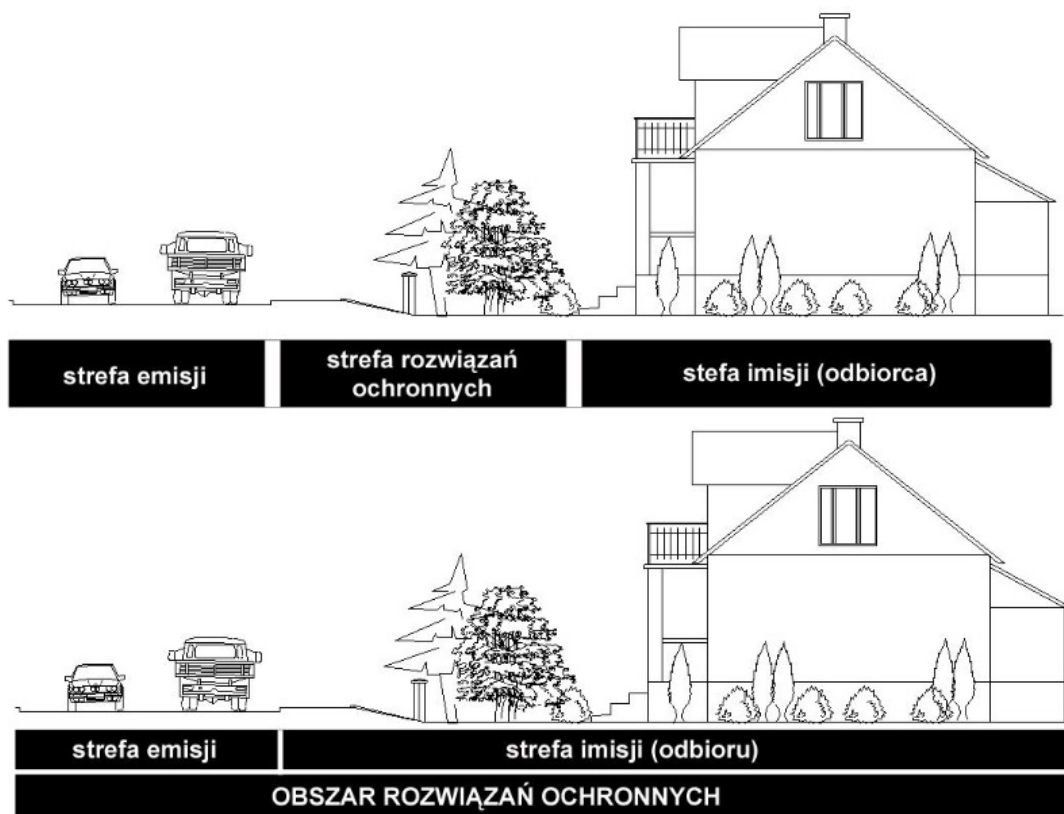 strefa emisji
strefa rozwiązań
ochronnych
stefa imisji (odbiorca)
strefa emisji
strefa imisji (odbioru)
OBSZAR ROZWIĄZAŃ OCHRONNYCH